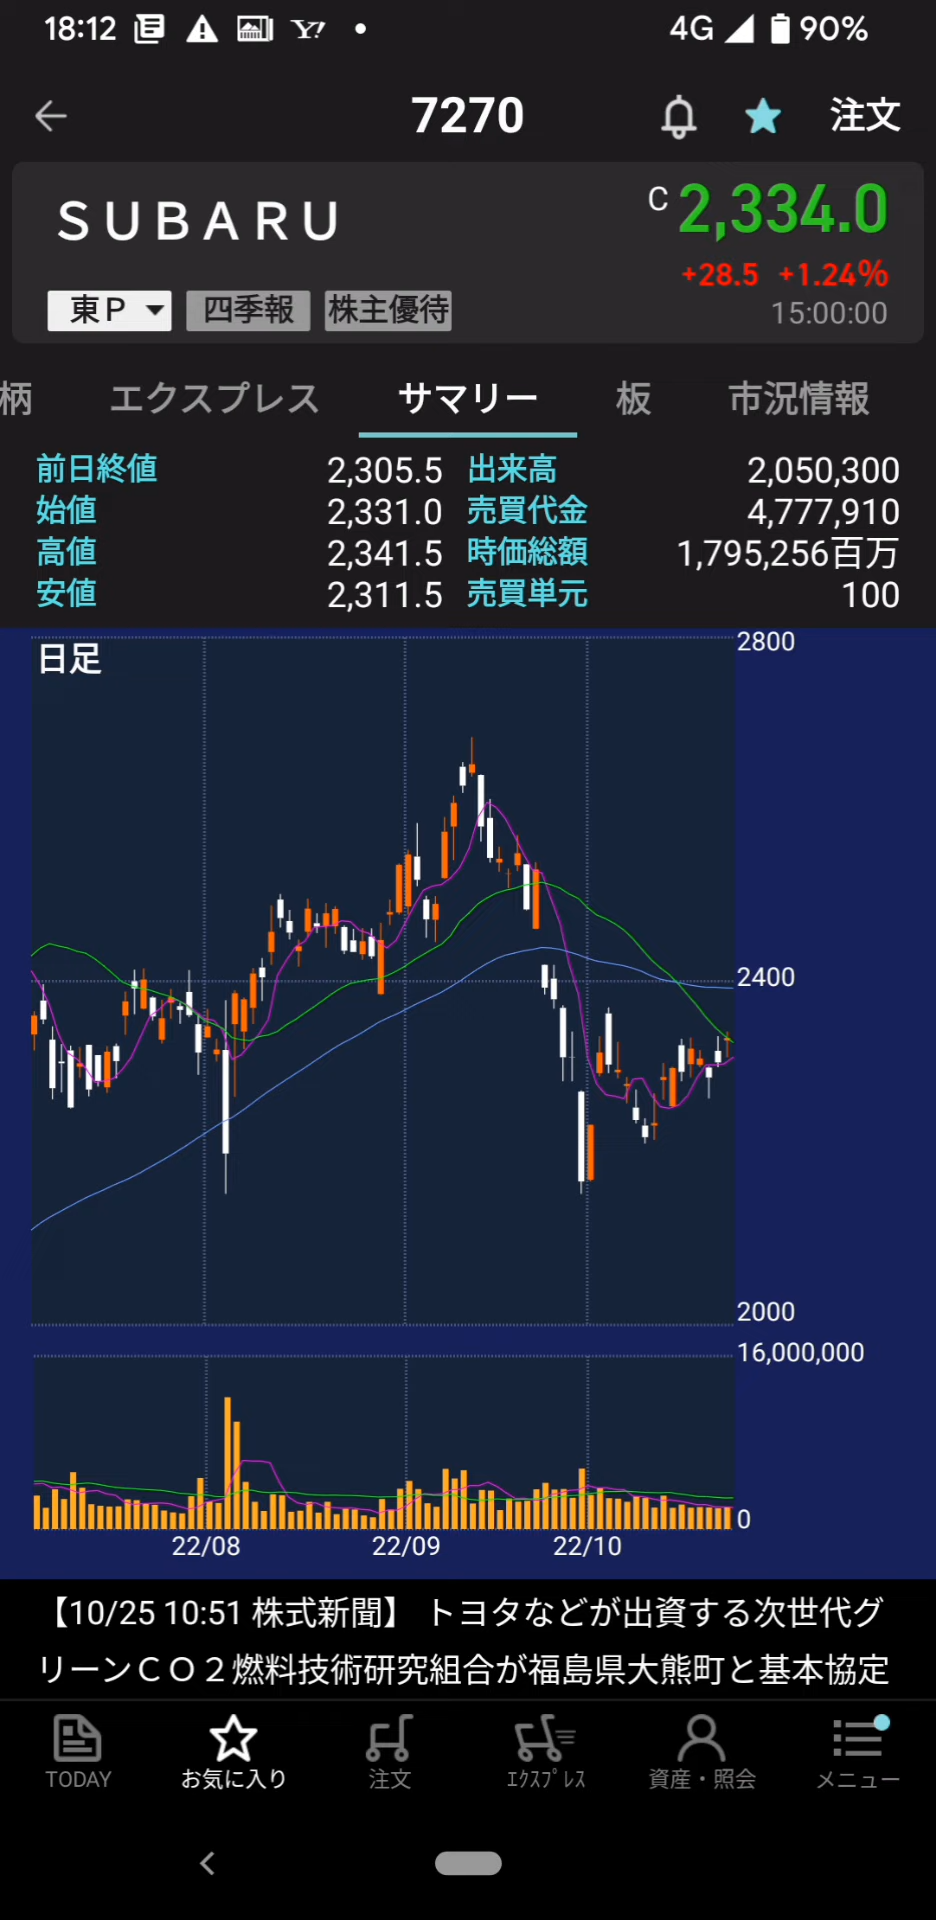 18:12 4G 90%
7270 注文
ＳＵＢＡＲＵ
C 2,334.0
+28.5 +1.24%
東Ｐ 四季報 株主優待
15:00:00
柄 エクスプレス サマリー 板 市況情報
前日終値 2,305.5 出来高 2,050,300
始値 2,331.0 売買代金 4,777,910
高値 2,341.5 時価総額 1,795,256百万
安値 2,311.5 売買単元 100
日足
2800
2400
2000
16,000,000
0
22/08 22/09 22/10
【10/25 10:51 株式新聞】 トヨタなどが出資する次世代グ
リーンＣＯ２燃料技術研究組合が福島県大熊町と基本協定
TODAY お気に入り 注文 ｴｸｽﾌﾟﾚｽ 資産・照会 メニュー